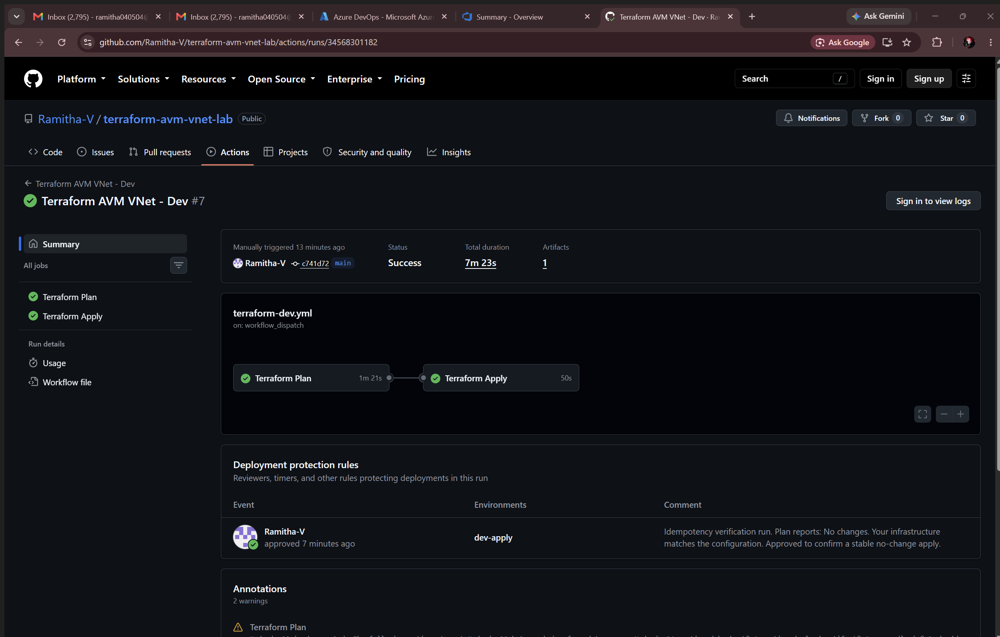 Inbox (2,795) - ramitha040504@
Inbox (2,795) - ramitha040504@
Azure DevOps - Microsoft Azur
Summary - Overview
Terraform AVM VNet - Dev · Ra
Ask Gemini
github.com/Ramitha-V/terraform-avm-vnet-lab/actions/runs/34568301182
Ask Google
Platform
Solutions
Resources
Open Source
Enterprise
Pricing
Search /
Sign in
Sign up
Ramitha-V / terraform-avm-vnet-lab Public
Notifications
Fork 0
Star 0
Code
Issues
Pull requests
Actions
Projects
Security and quality
Insights
Terraform AVM VNet - Dev
Terraform AVM VNet - Dev #7
Sign in to view logs
Summary
All jobs
Terraform Plan
Terraform Apply
Run details
Usage
Workflow file
Manually triggered 13 minutes ago
Ramitha-V c741d72 main
Status
Success
Total duration
7m 23s
Artifacts
1
terraform-dev.yml
on: workflow_dispatch
Terraform Plan 1m 21s
Terraform Apply 50s
Deployment protection rules
Reviewers, timers, and other rules protecting deployments in this run
Event Environments Comment
Ramitha-V
approved 7 minutes ago
dev-apply
Idempotency verification run. Plan reports: No changes. Your infrastructure
matches the configuration. Approved to confirm a stable no-change apply.
Annotations
2 warnings
Terraform Plan